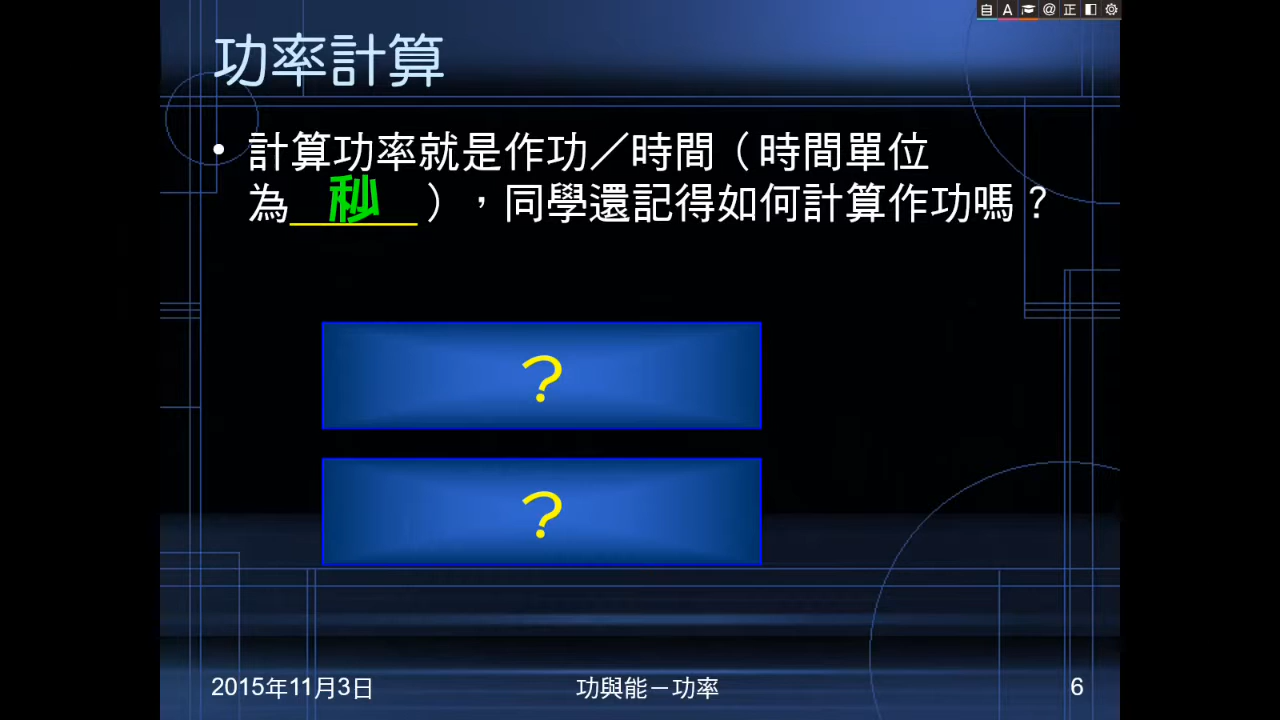 自 A @ 正
功率計算
• 計算功率就是作功／時間（時間單位
為 秒 ），同學還記得如何計算作功嗎？
？
？
2015年11月3日 功與能－功率 6